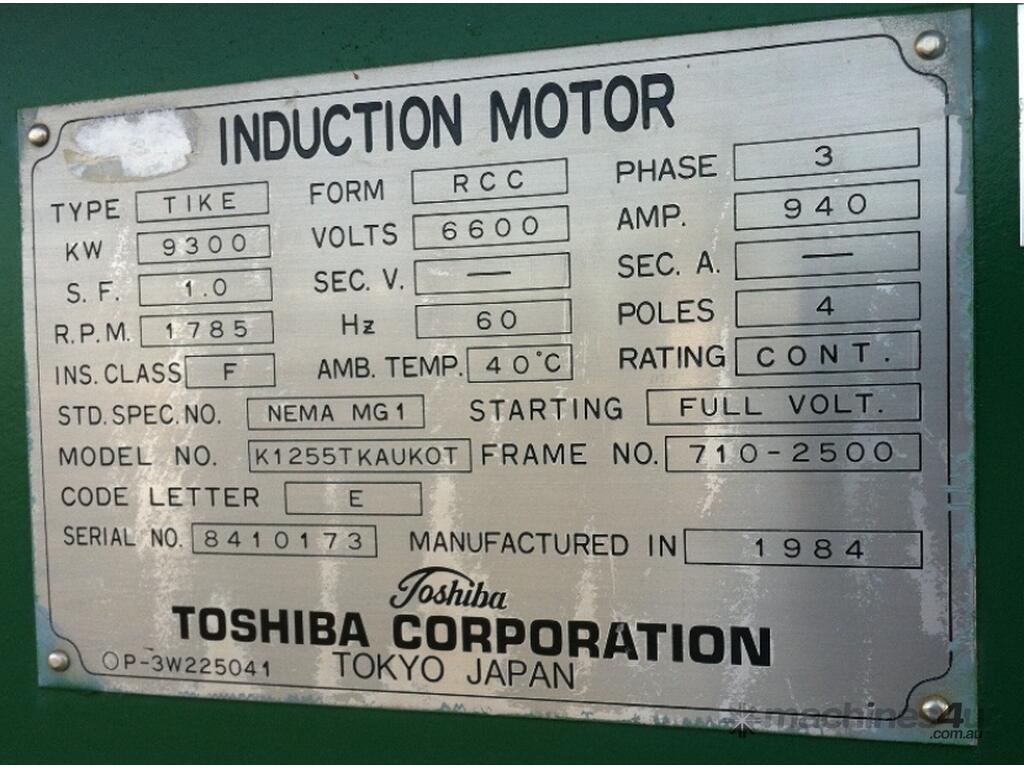 INDUCTION MOTOR
TYPE TIKE FORM RCC PHASE 3
KW 9300 VOLTS 6600 AMP. 940
S. F. 1.0 SEC. V. — SEC. A. —
R.P.M. 1785 Hz 60 POLES 4
INS. CLASS F AMB. TEMP. 40°C RATING CONT.
STD. SPEC. NO. NEMA MG1 STARTING FULL VOLT.
MODEL NO. K1255TKAUKOT FRAME NO. 710-2500
CODE LETTER E
SERIAL NO. 8410173 MANUFACTURED IN 1984
Toshiba
TOSHIBA CORPORATION
OP-3W225041 TOKYO JAPAN
machines4u
.com.au